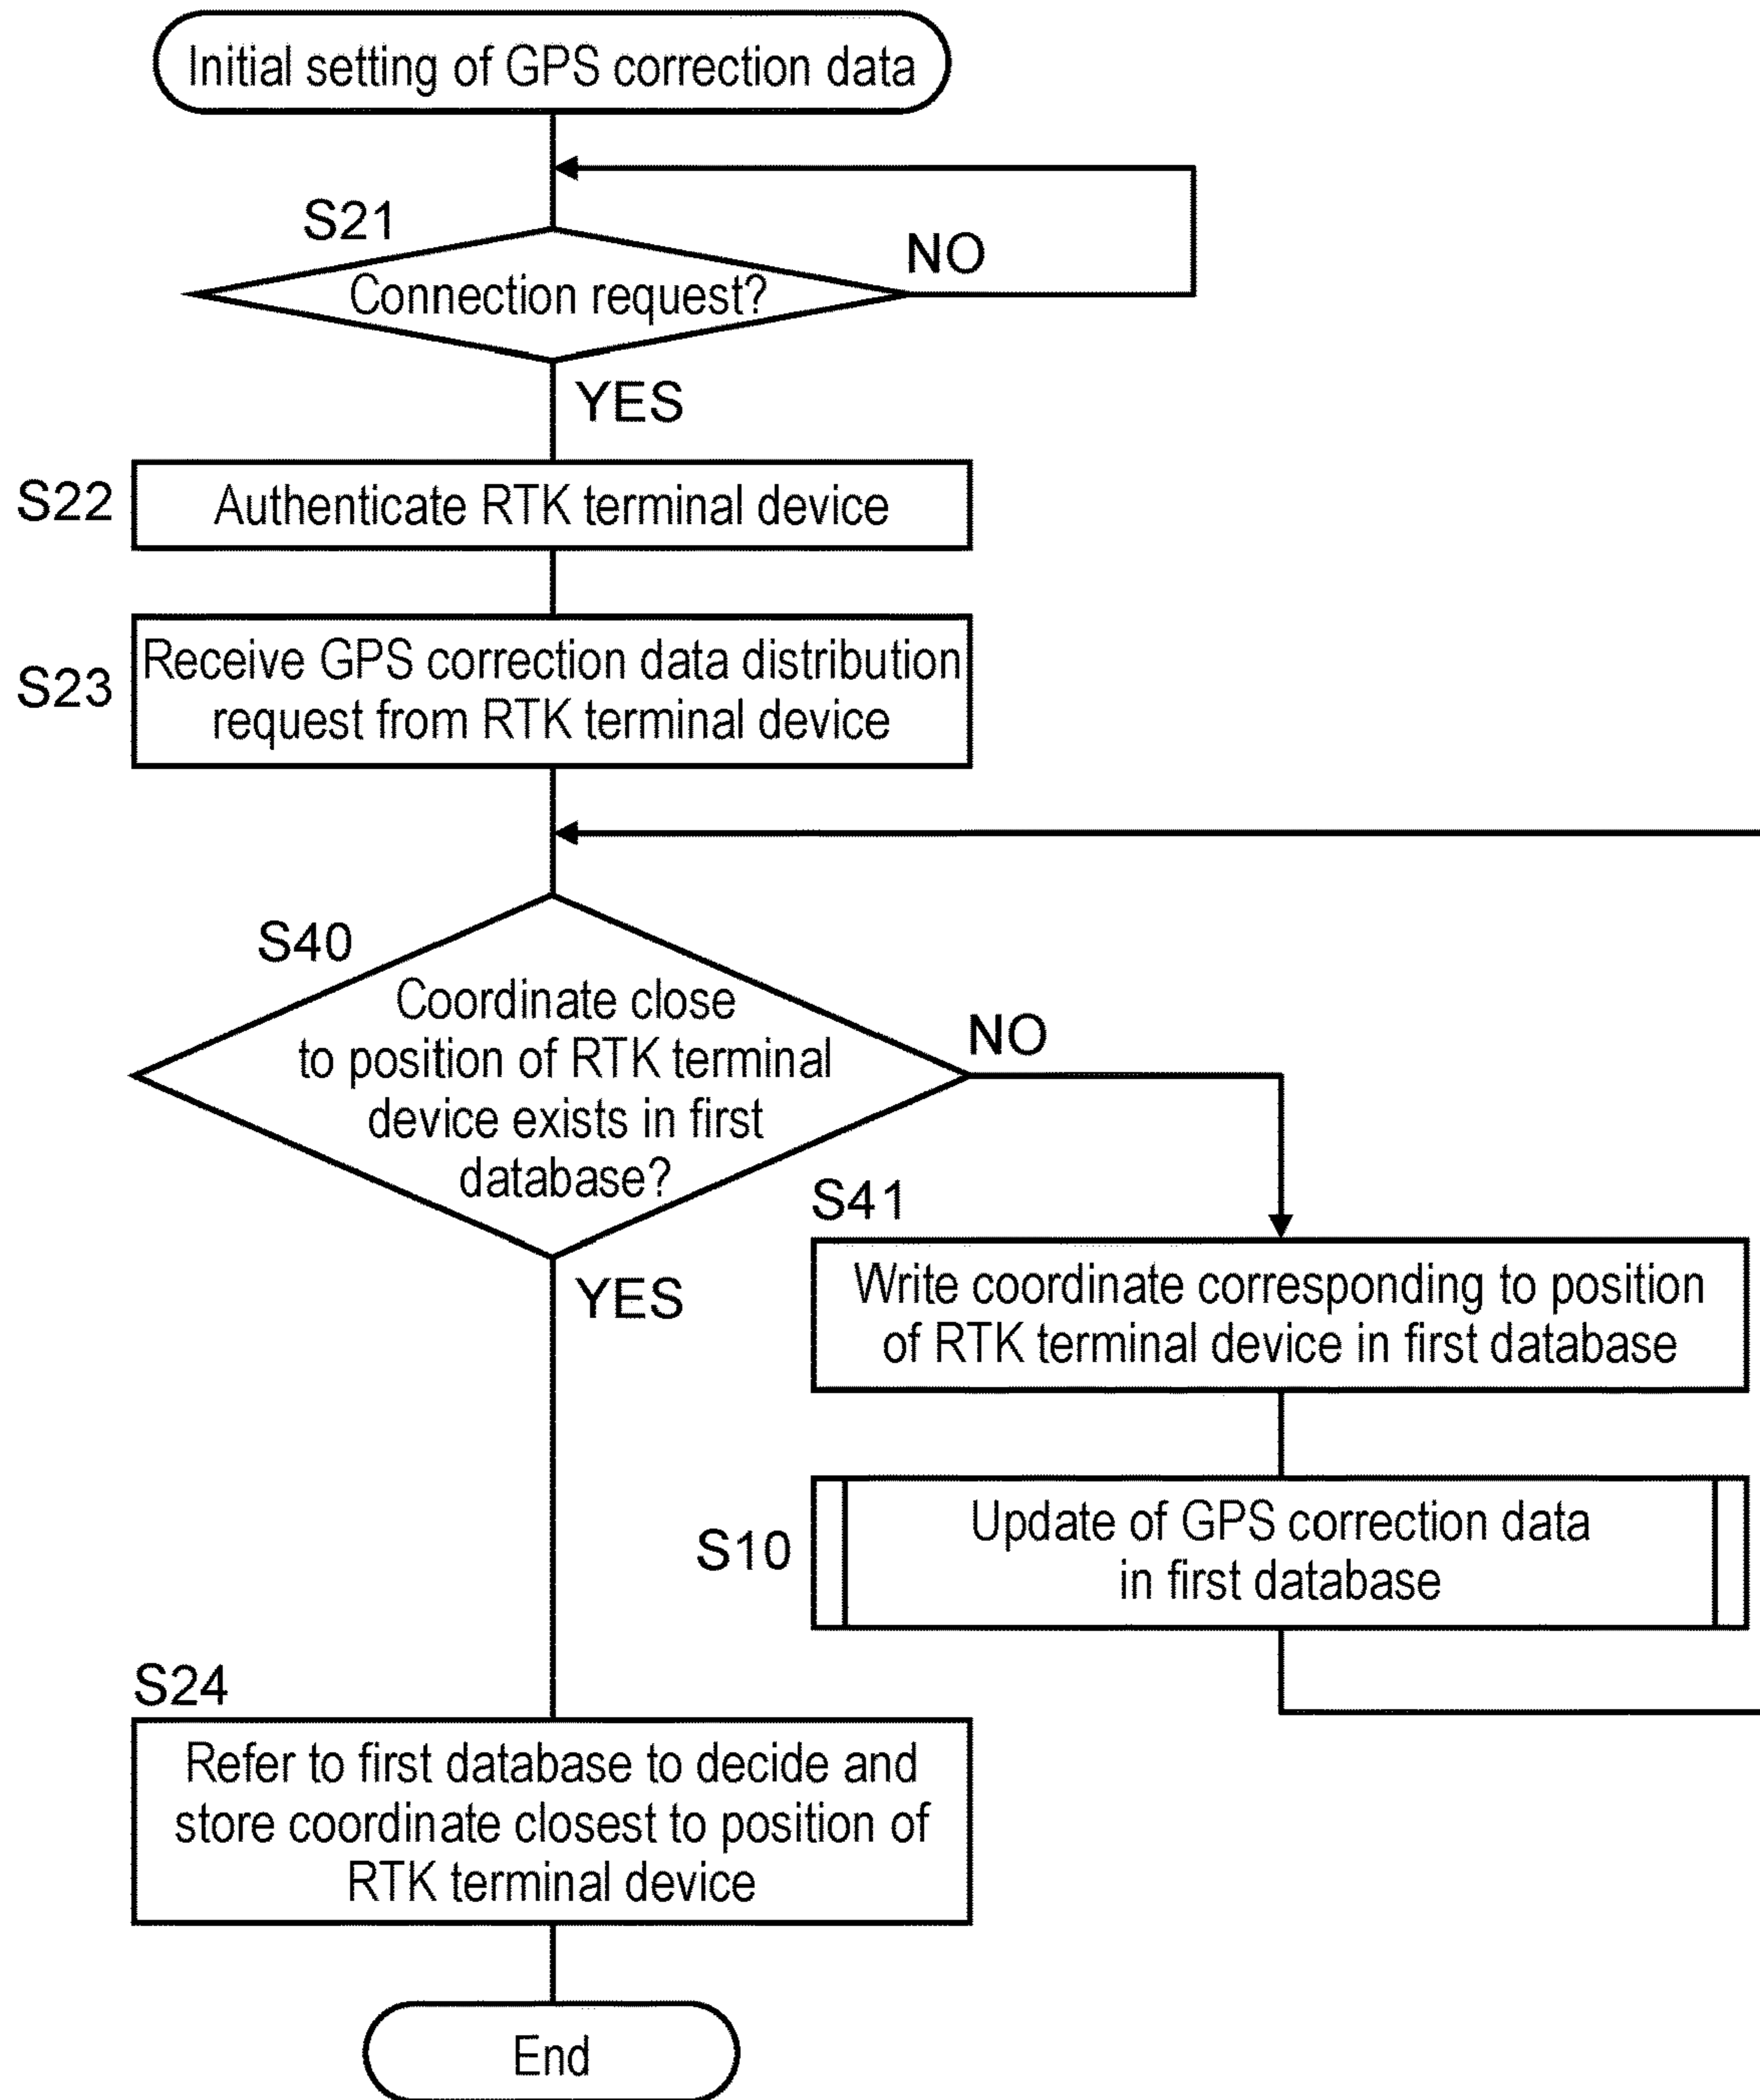 Initial setting of GPS correction data
S21
NO
Connection request?
YES
S22
Authenticate RTK terminal device
S23
Receive GPS correction data distribution
request from RTK terminal device
S40
Coordinate close
to position of RTK terminal
device exists in first
database?
NO
YES
S41
Write coordinate corresponding to position
of RTK terminal device in first database
S10
Update of GPS correction data
in first database
S24
Refer to first database to decide and
store coordinate closest to position of
RTK terminal device
End